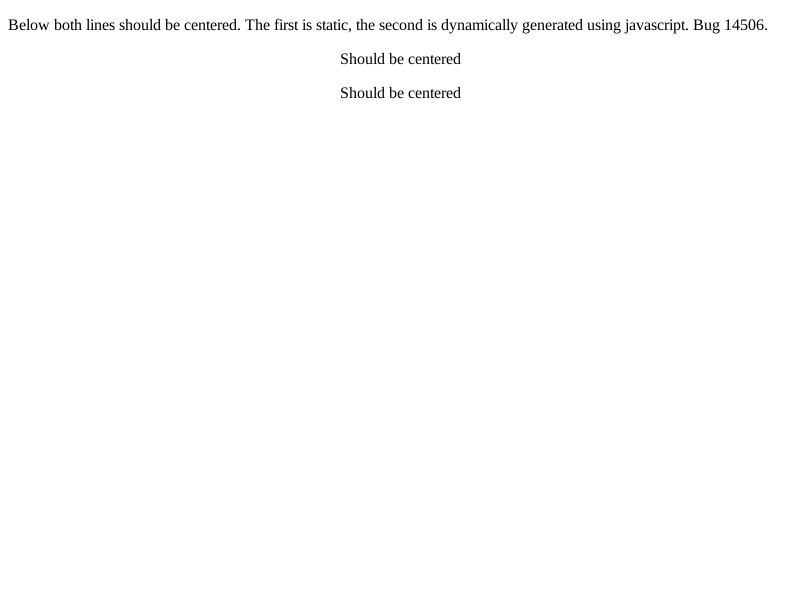 Below both lines should be centered. The first is static, the second is dynamically generated using javascript. Bug 14506.
Should be centered
Should be centered